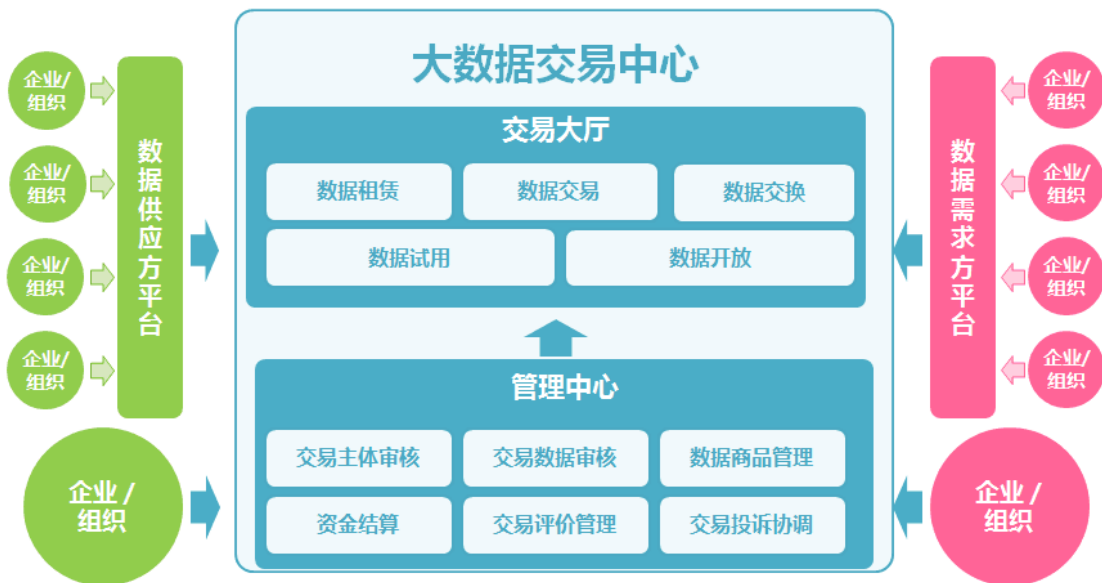 大数据交易中心
企业/
组织
企业/
组织
企业/
组织
企业/
组织
数据供应方平台
企业 /
组织
交易大厅
数据租赁
数据交易
数据交换
数据试用
数据开放
管理中心
交易主体审核
交易数据审核
数据商品管理
资金结算
交易评价管理
交易投诉协调
数据需求方平台
企业/
组织
企业/
组织
企业/
组织
企业/
组织
企业/
组织